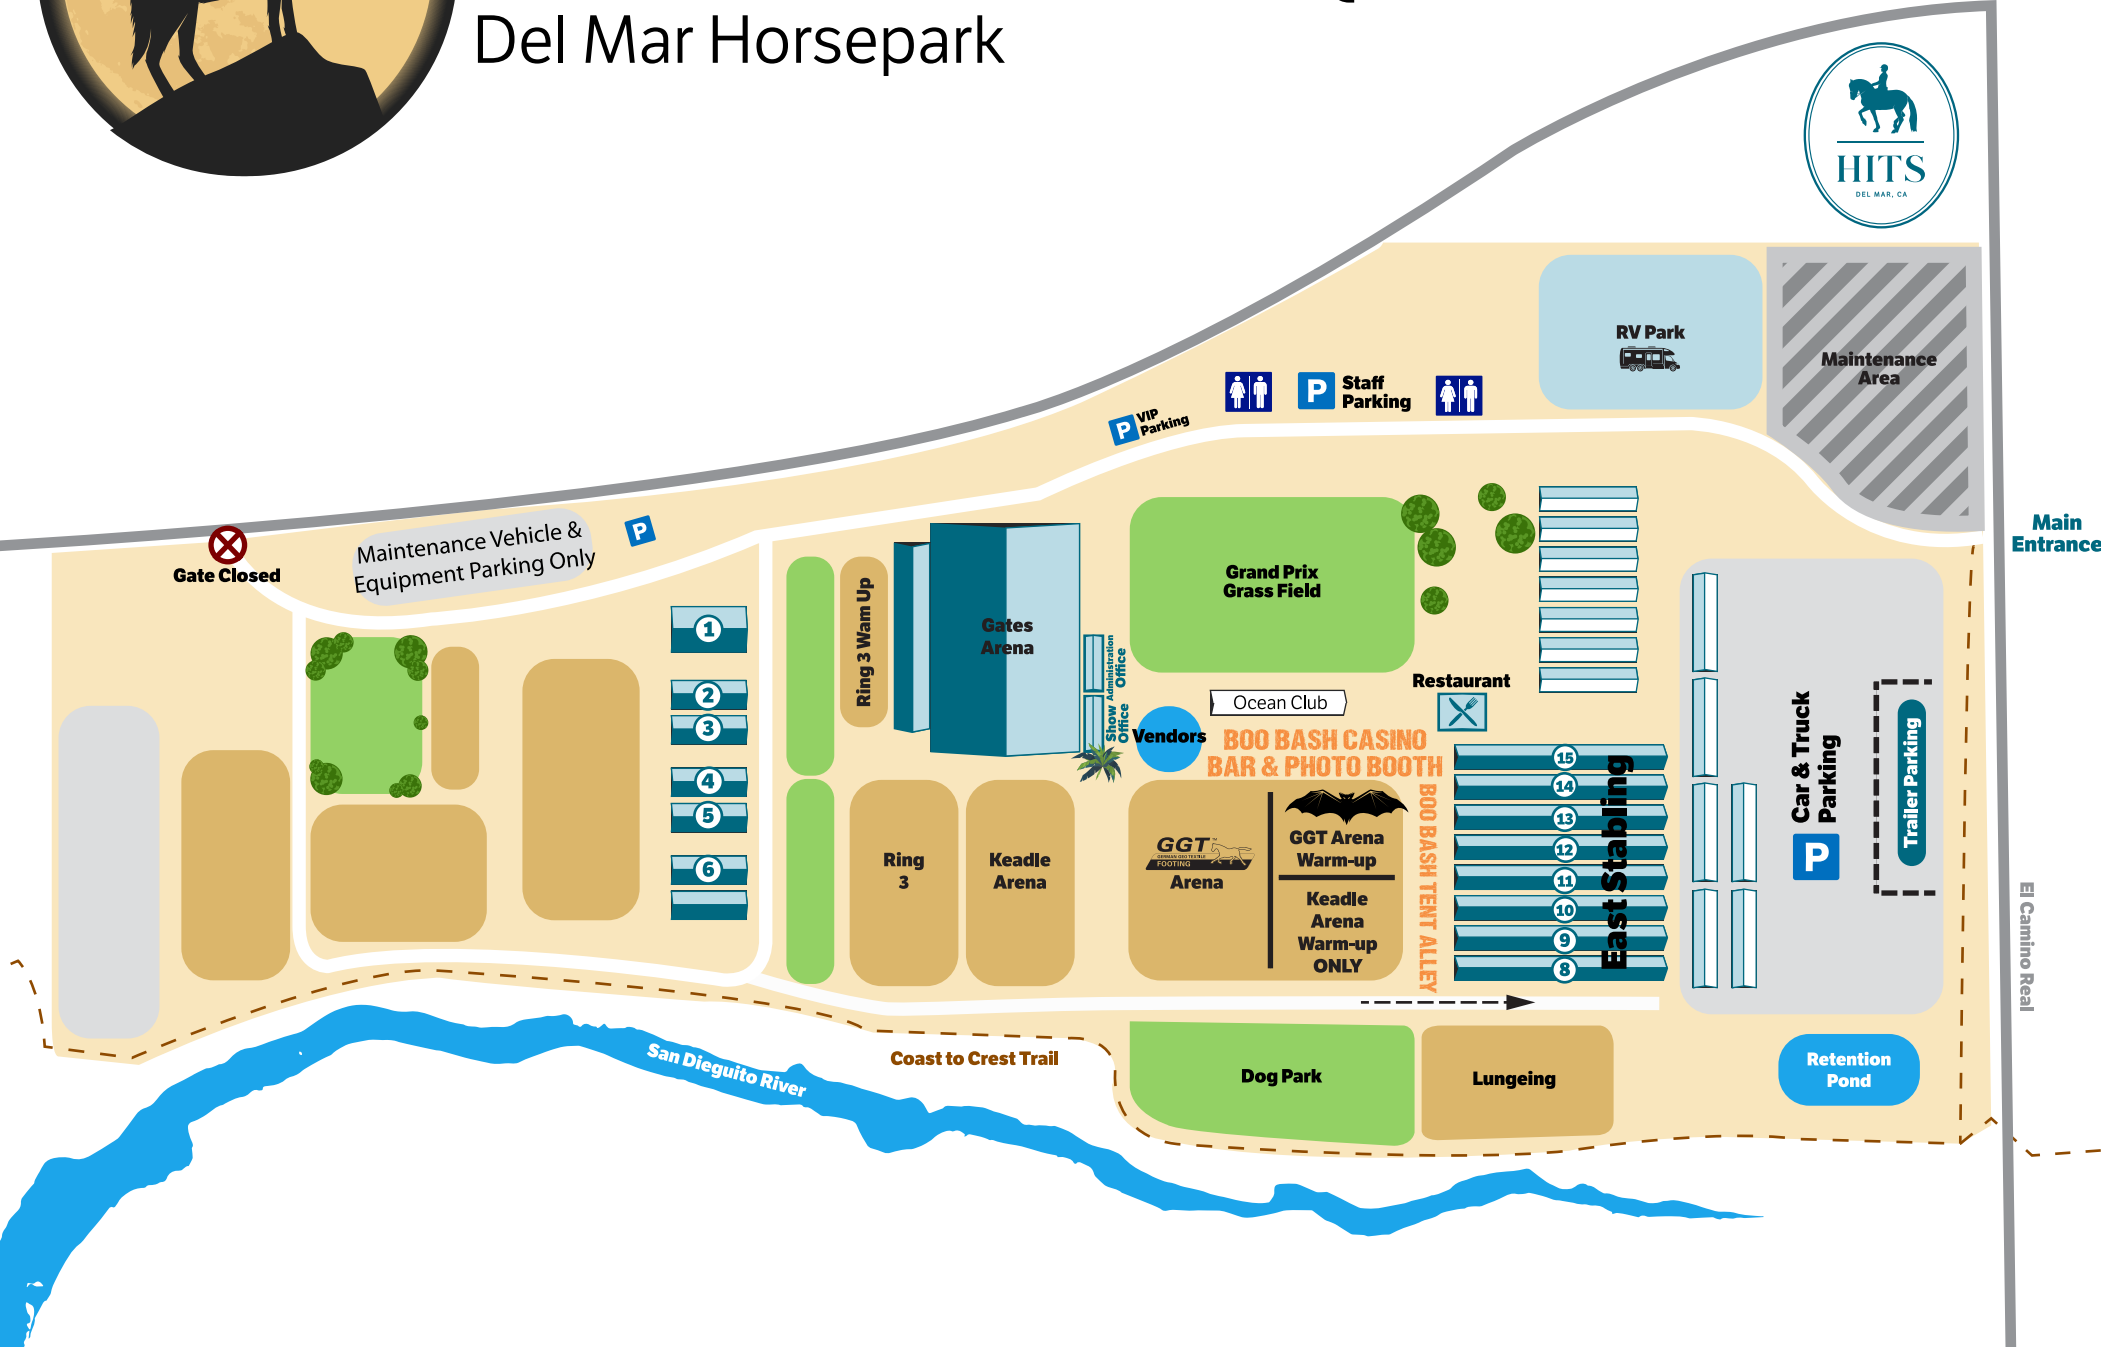 Del Mar Horsepark
HITS
DEL MAR, CA
RV Park
Maintenance
Area
P
Staff
Parking
P
VIP
Parking
Main
Entrance
Gate Closed
Maintenance Vehicle &
Equipment Parking Only
P
Grand Prix
Grass Field
Ring 3 Wam Up
Gates
Arena
Administration
Office
Show
Office
1
2
3
4
5
6
Restaurant
Ocean Club
Vendors
BOO BASH CASINO
BAR & PHOTO BOOTH
BOO BASH TENT ALLEY
15
14
13
12
11
10
9
8
East Stabling
Car & Truck
Parking
P
Trailer Parking
Ring
3
Keadle
Arena
GGT
GERMAN GEO TEXTILE
FOOTING
Arena
GGT Arena
Warm-up
Keadle
Arena
Warm-up
ONLY
El Camino Real
San Dieguito River
Coast to Crest Trail
Dog Park
Lungeing
Retention
Pond